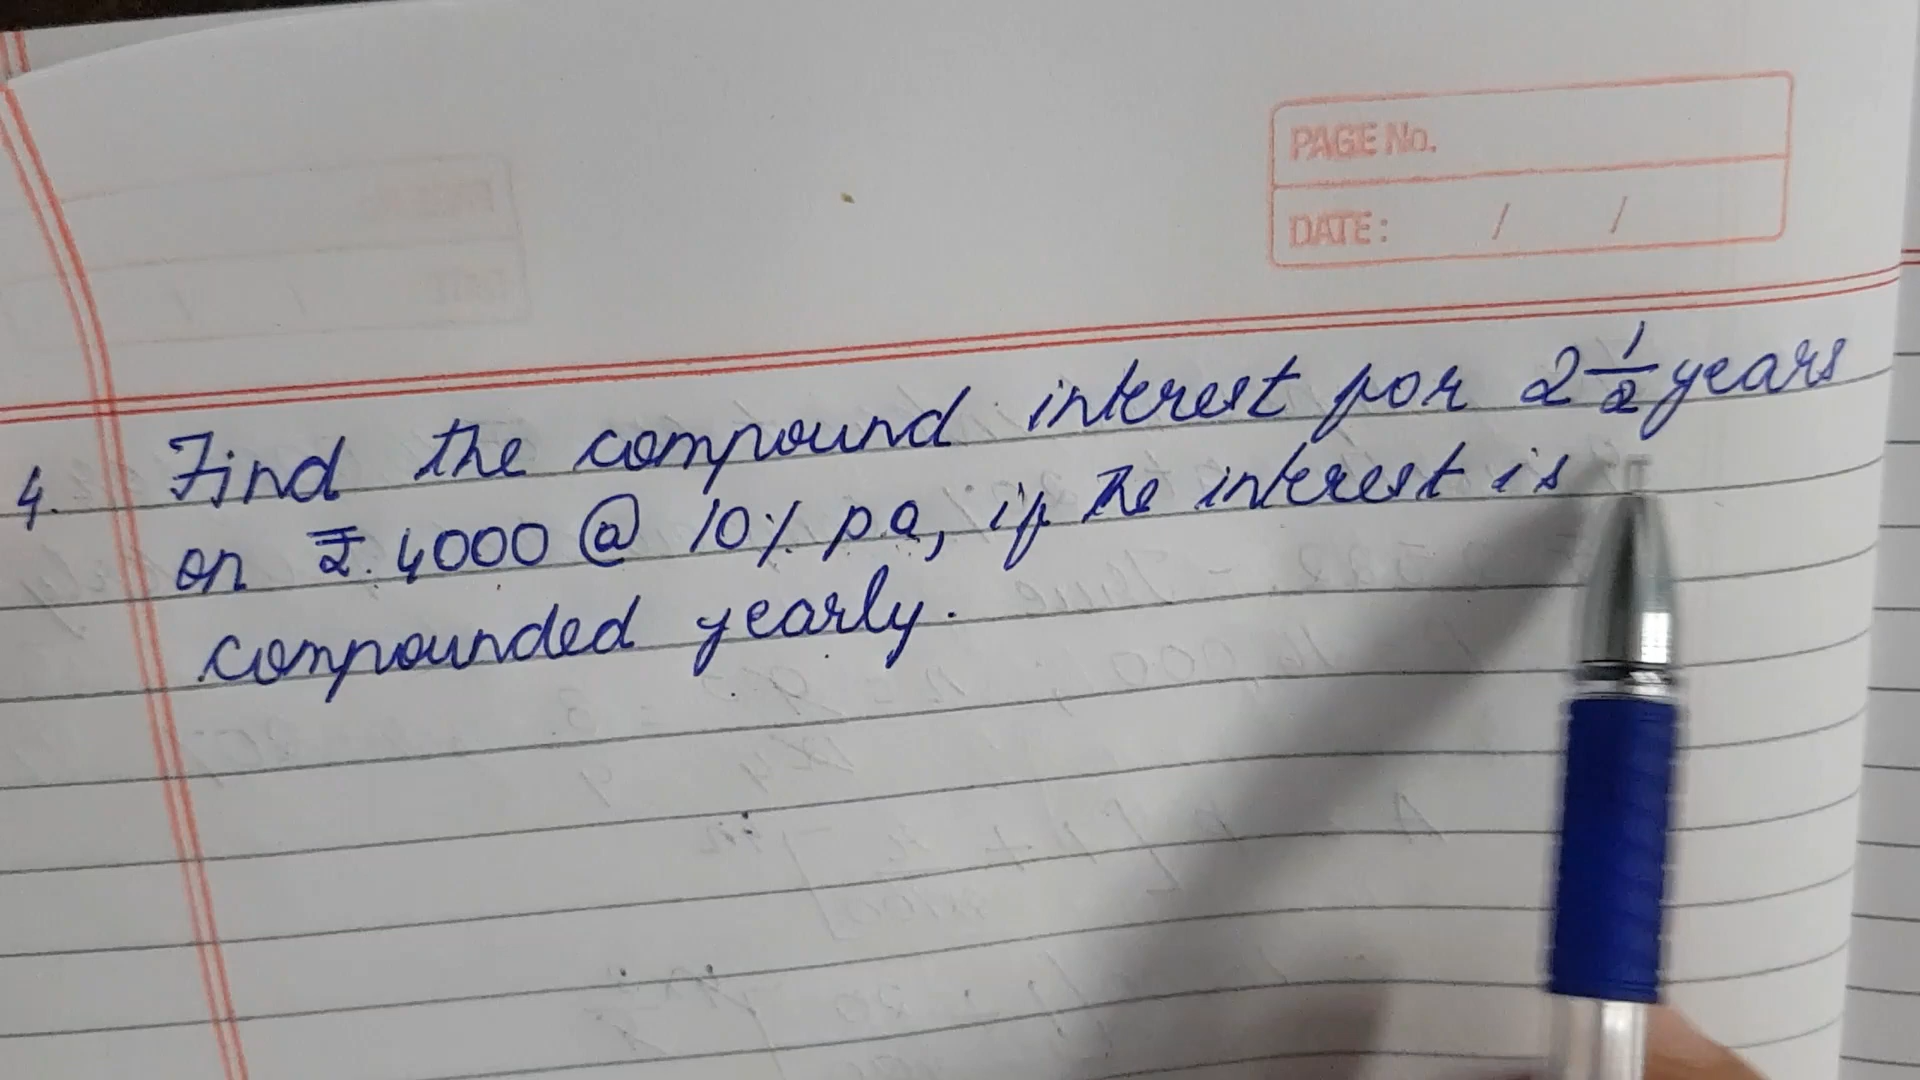 PAGE No.
DATE: / /
4. Find the compound interest for 2 1/2 years
on ₹. 4000 @ 10% p.a, if the interest is
compounded yearly.